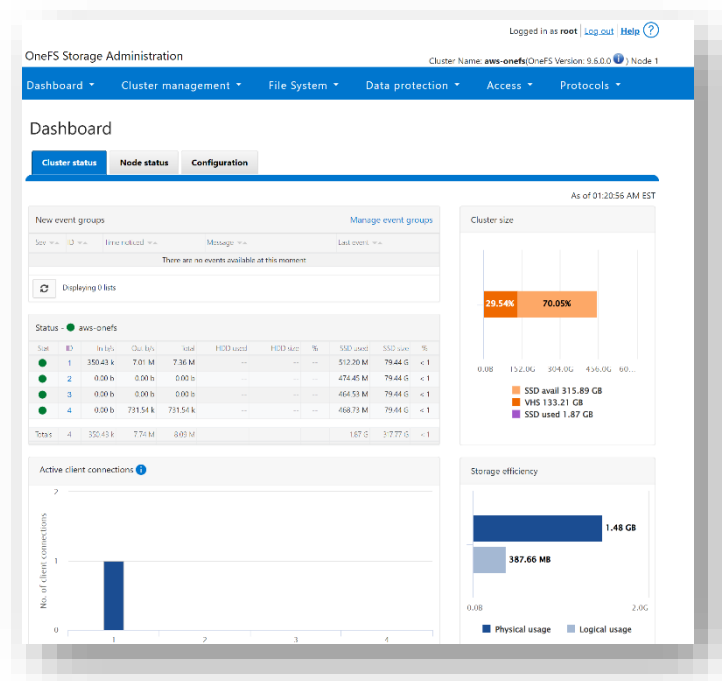 Logged in as root | Log out | Help ?
OneFS Storage Administration
Cluster Name: aws-onefs(OneFS Version: 9.6.0.0 i ) Node 1
Dashboard Cluster management File System Data protection Access Protocols
Dashboard
Cluster status Node status Configuration
As of 01:20:56 AM EST
New event groups Manage event groups
Sev ID Time noticed Message Last event
There are no events available at this moment
Displaying 0 lists
Status - aws-onefs
Stat ID In b/s Out b/s Total HDD used HDD size % SSD used SSD size %
1 350.43 k 7.01 M 7.36 M -- -- -- 512.20 M 79.44 G < 1
2 0.00 b 0.00 b 0.00 b -- -- -- 474.45 M 79.44 G < 1
3 0.00 b 0.00 b 0.00 b -- -- -- 464.53 M 79.44 G < 1
4 0.00 b 731.54 k 731.54 k -- -- -- 468.73 M 79.44 G < 1
Totals 4 350.43 k 7.74 M 8.09 M 1.87 G 317.77 G < 1
Cluster size
29.54% 70.05%
0.0B 152.0G 304.0G 456.0G 60...
SSD avail 315.89 GB
VHS 133.21 GB
SSD used 1.87 GB
Active client connections i
No. of client connections
2
1
0
1 2 3 4
Storage efficiency
1.48 GB
387.66 MB
0.0B 2.0G
Physical usage Logical usage